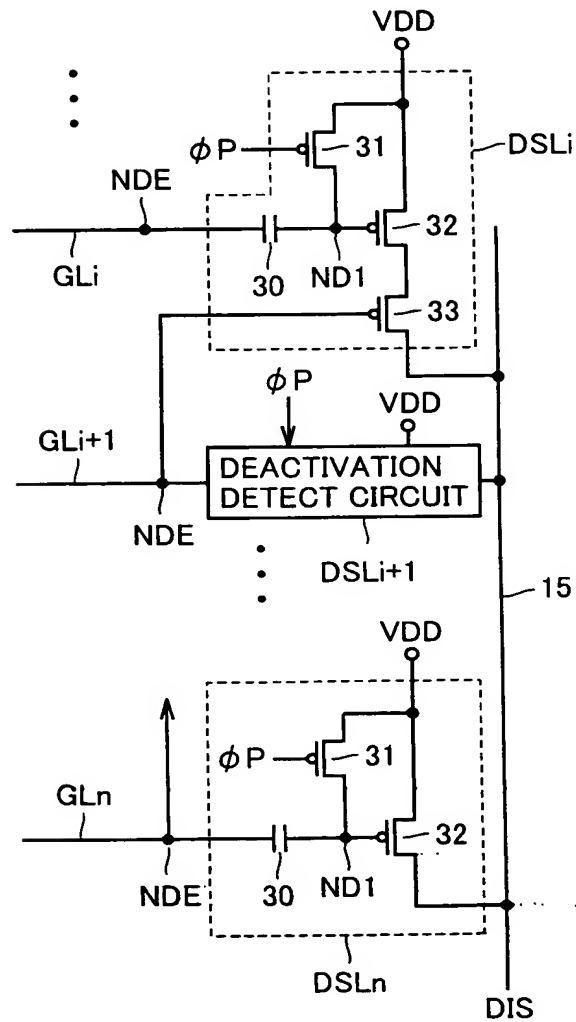 VDD
φP
31
DSLi
NDE
32
GLi
30
ND1
33
φP
VDD
GLi+1
DEACTIVATION
DETECT CIRCUIT
NDE
DSLi+1
15
VDD
φP
31
GLn
32
NDE
30
ND1
DSLn
DIS